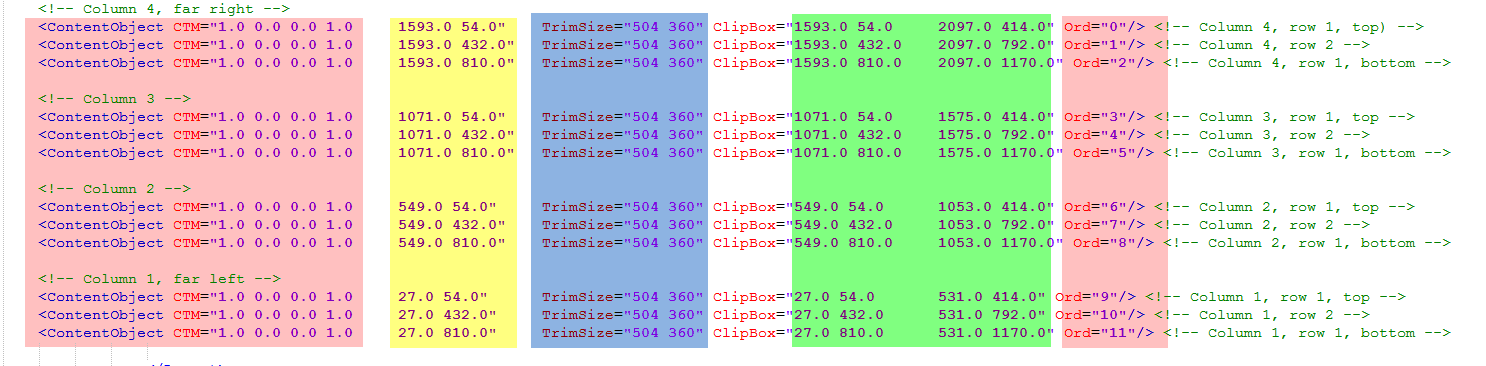 <!-- Column 4, far right -->
<ContentObject CTM="1.0 0.0 0.0 1.0 1593.0 54.0" TrimSize="504 360" ClipBox="1593.0 54.0 2097.0 414.0" Ord="0"/> <!-- Column 4, row 1, top) -->
<ContentObject CTM="1.0 0.0 0.0 1.0 1593.0 432.0" TrimSize="504 360" ClipBox="1593.0 432.0 2097.0 792.0" Ord="1"/> <!-- Column 4, row 2 -->
<ContentObject CTM="1.0 0.0 0.0 1.0 1593.0 810.0" TrimSize="504 360" ClipBox="1593.0 810.0 2097.0 1170.0" Ord="2"/> <!-- Column 4, row 1, bottom -->
<!-- Column 3 -->
<ContentObject CTM="1.0 0.0 0.0 1.0 1071.0 54.0" TrimSize="504 360" ClipBox="1071.0 54.0 1575.0 414.0" Ord="3"/> <!-- Column 3, row 1, top -->
<ContentObject CTM="1.0 0.0 0.0 1.0 1071.0 432.0" TrimSize="504 360" ClipBox="1071.0 432.0 1575.0 792.0" Ord="4"/> <!-- Column 3, row 2 -->
<ContentObject CTM="1.0 0.0 0.0 1.0 1071.0 810.0" TrimSize="504 360" ClipBox="1071.0 810.0 1575.0 1170.0" Ord="5"/> <!-- Column 3, row 1, bottom -->
<!-- Column 2 -->
<ContentObject CTM="1.0 0.0 0.0 1.0 549.0 54.0" TrimSize="504 360" ClipBox="549.0 54.0 1053.0 414.0" Ord="6"/> <!-- Column 2, row 1, top -->
<ContentObject CTM="1.0 0.0 0.0 1.0 549.0 432.0" TrimSize="504 360" ClipBox="549.0 432.0 1053.0 792.0" Ord="7"/> <!-- Column 2, row 2 -->
<ContentObject CTM="1.0 0.0 0.0 1.0 549.0 810.0" TrimSize="504 360" ClipBox="549.0 810.0 1053.0 1170.0" Ord="8"/> <!-- Column 2, row 1, bottom -->
<!-- Column 1, far left -->
<ContentObject CTM="1.0 0.0 0.0 1.0 27.0 54.0" TrimSize="504 360" ClipBox="27.0 54.0 531.0 414.0" Ord="9"/> <!-- Column 1, row 1, top -->
<ContentObject CTM="1.0 0.0 0.0 1.0 27.0 432.0" TrimSize="504 360" ClipBox="27.0 432.0 531.0 792.0" Ord="10"/> <!-- Column 1, row 2 -->
<ContentObject CTM="1.0 0.0 0.0 1.0 27.0 810.0" TrimSize="504 360" ClipBox="27.0 810.0 531.0 1170.0" Ord="11"/> <!-- Column 1, row 1, bottom -->